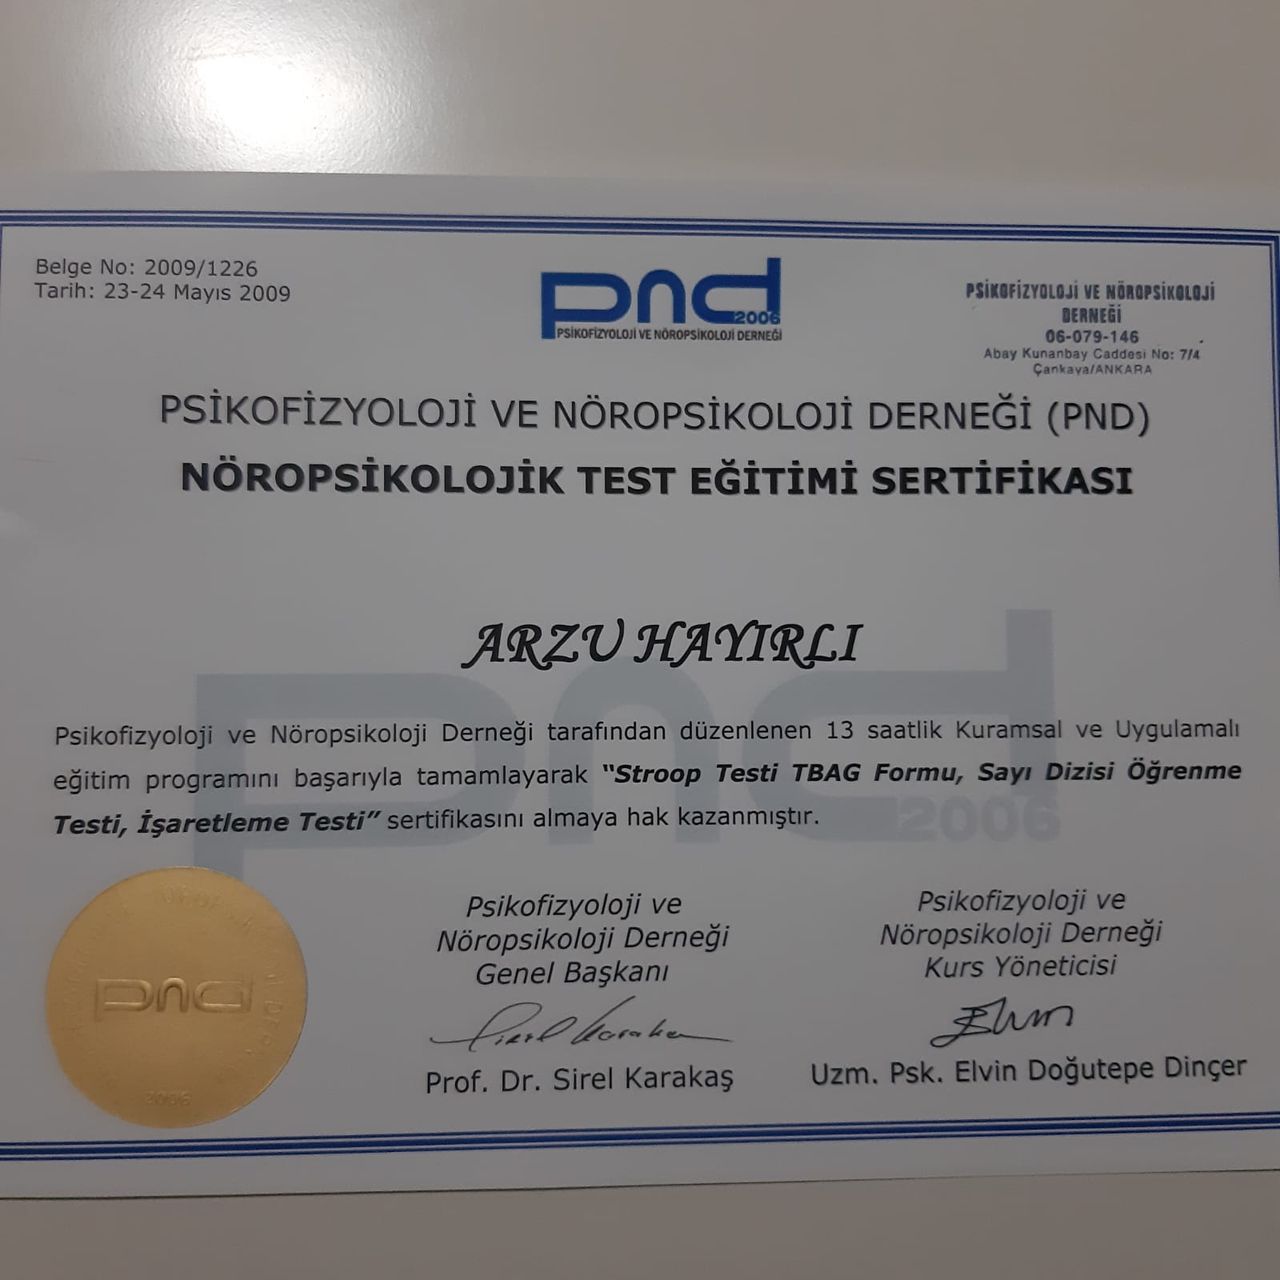 Belge No: 2009/1226
Tarih: 23-24 Mayıs 2009
pnd
2006
PSİKOFİZYOLOJİ VE NÖROPSİKOLOJİ DERNEĞİ
PSİKOFİZYOLOJİ VE NÖROPSİKOLOJİ
DERNEĞİ
06-079-146
Abay Kunanbay Caddesi No: 7/4
Çankaya/ANKARA
PSİKOFİZYOLOJİ VE NÖROPSİKOLOJİ DERNEĞİ (PND)
NÖROPSİKOLOJİK TEST EĞİTİMİ SERTİFİKASI
pnd
2006
ARZU HAYIRLI
Psikofizyoloji ve Nöropsikoloji Derneği tarafından düzenlenen 13 saatlik Kuramsal ve Uygulamalı
eğitim programını başarıyla tamamlayarak “Stroop Testi TBAG Formu, Sayı Dizisi Öğrenme
Testi, İşaretleme Testi” sertifikasını almaya hak kazanmıştır.
Psikofizyoloji ve
Nöropsikoloji Derneği
Genel Başkanı
Sirel Karakaş
Prof. Dr. Sirel Karakaş
Psikofizyoloji ve
Nöropsikoloji Derneği
Kurs Yöneticisi
Uzm. Psk. Elvin Doğutepe Dinçer
pnd
2006